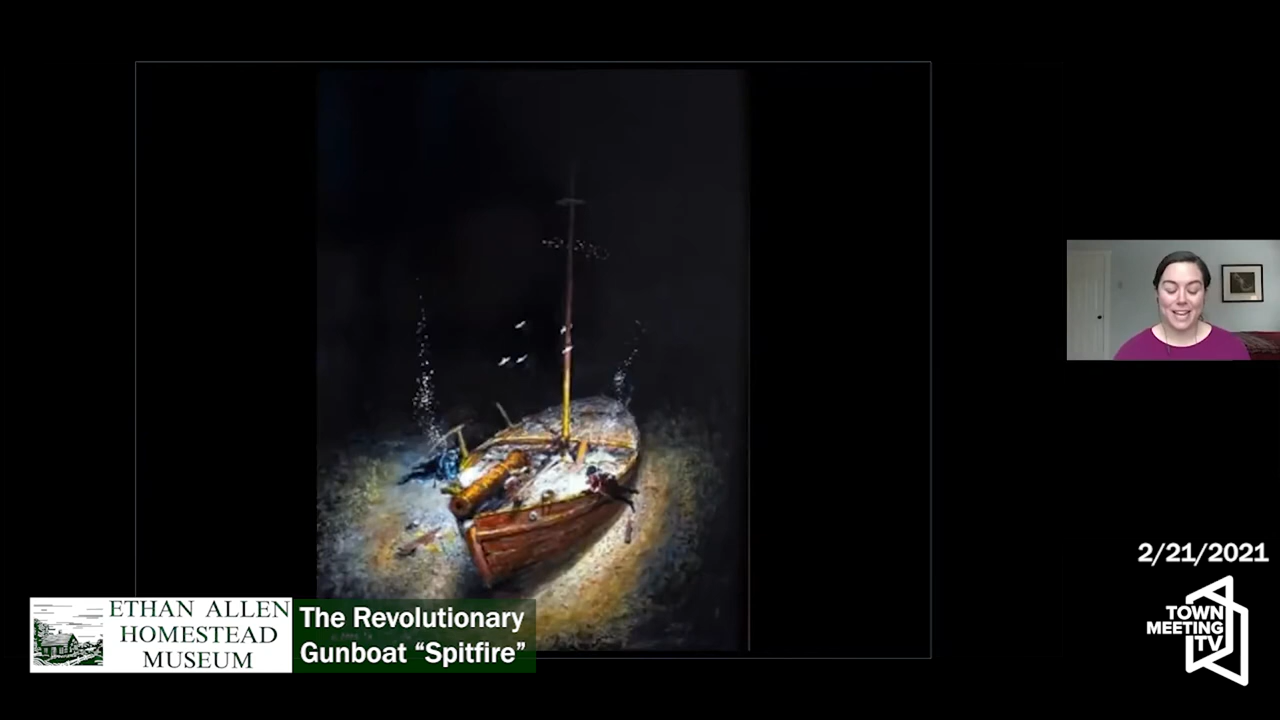 2/21/2021
TOWN
MEETING
TV
ETHAN ALLEN
HOMESTEAD
MUSEUM
The Revolutionary
Gunboat “Spitfire”